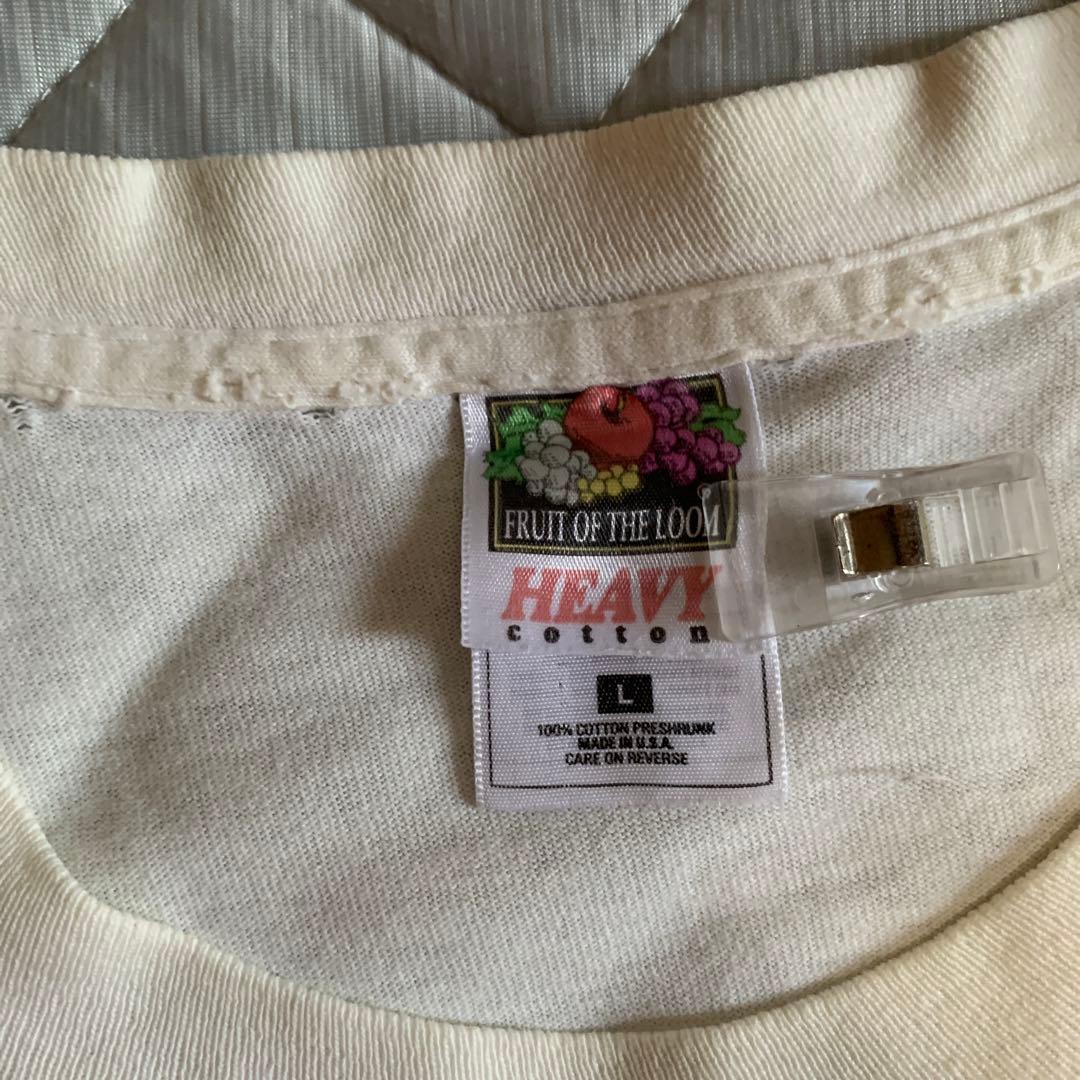 FRUIT OF THE LOOM
®
HEAVY
cotton
L
100% COTTON PRESHRUNK
MADE IN U.S.A.
CARE ON REVERSE